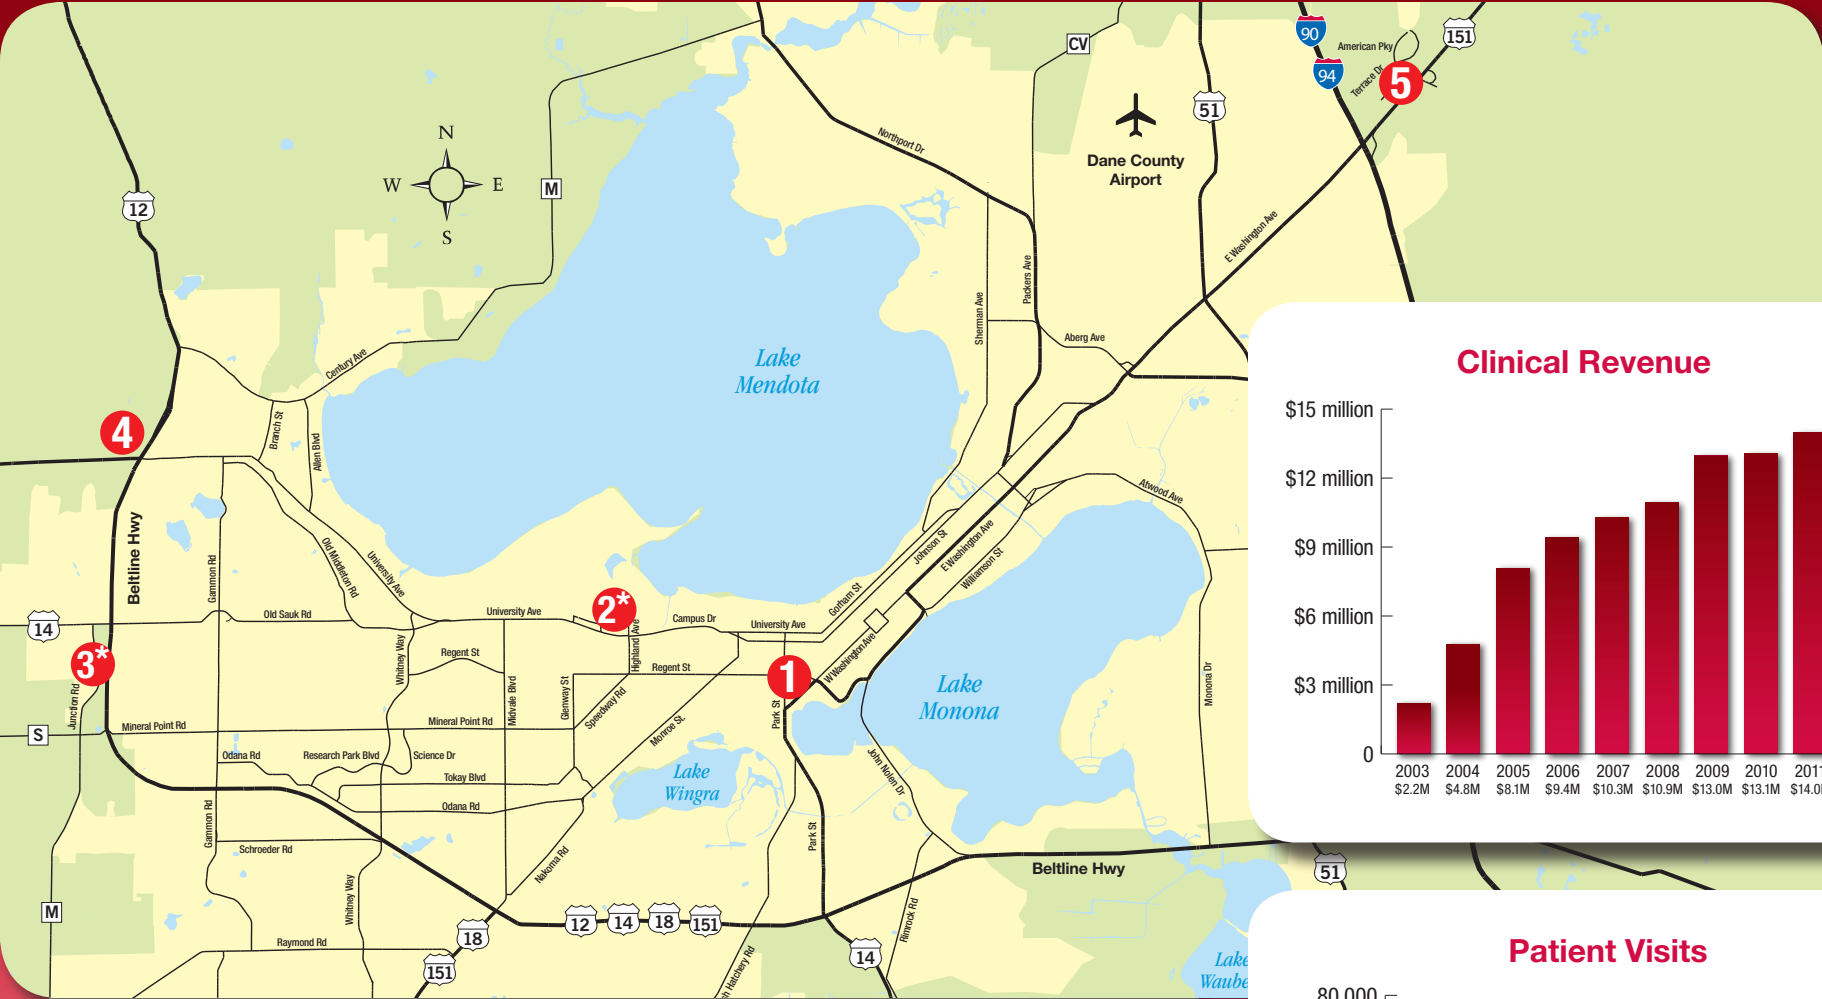 90
94
American Pky
Terrace Dr
151
5
CV
51
Dane County
Airport
Northport Dr
N
W
E
S
M
12
E Washington Ave
Packers Ave
Sherman Ave
Aberg Ave
Lake
Mendota
Century Ave
Branch St
Allen Blvd
4
Beltline Hwy
Gammon Rd
Old Middleton Rd
University Ave
Old Sauk Rd
14
3*
Junction Rd
S
Mineral Point Rd
University Ave
2*
Highland Ave
Campus Dr
University Ave
Gorham St
Johnson St
E Washington Ave
Williamson St
Atwood Ave
W Washington Ave
1
Park St
Regent St
Regent St
Whitney Way
Midvale Blvd
Glenway St
Speedway Rd
Monroe St.
Mineral Point Rd
Odana Rd
Research Park Blvd
Science Dr
Tokay Blvd
Odana Rd
Gammon Rd
Schroeder Rd
Whitney Way
Nakoma Rd
Lake
Wingra
Lake
Monona
John Nolen Dr
Park St
Monona Dr
Beltline Hwy
Rimrock Rd
M
Raymond Rd
18
151
12
14
18
151
14
h Hatchery Rd
51
Lake
Waube
Clinical Revenue
$15 million
$12 million
$9 million
$6 million
$3 million
0
2003 2004 2005 2006 2007 2008 2009 2010 2011
$2.2M $4.8M $8.1M $9.4M $10.3M $10.9M $13.0M $13.1M $14.0
Patient Visits
80,000